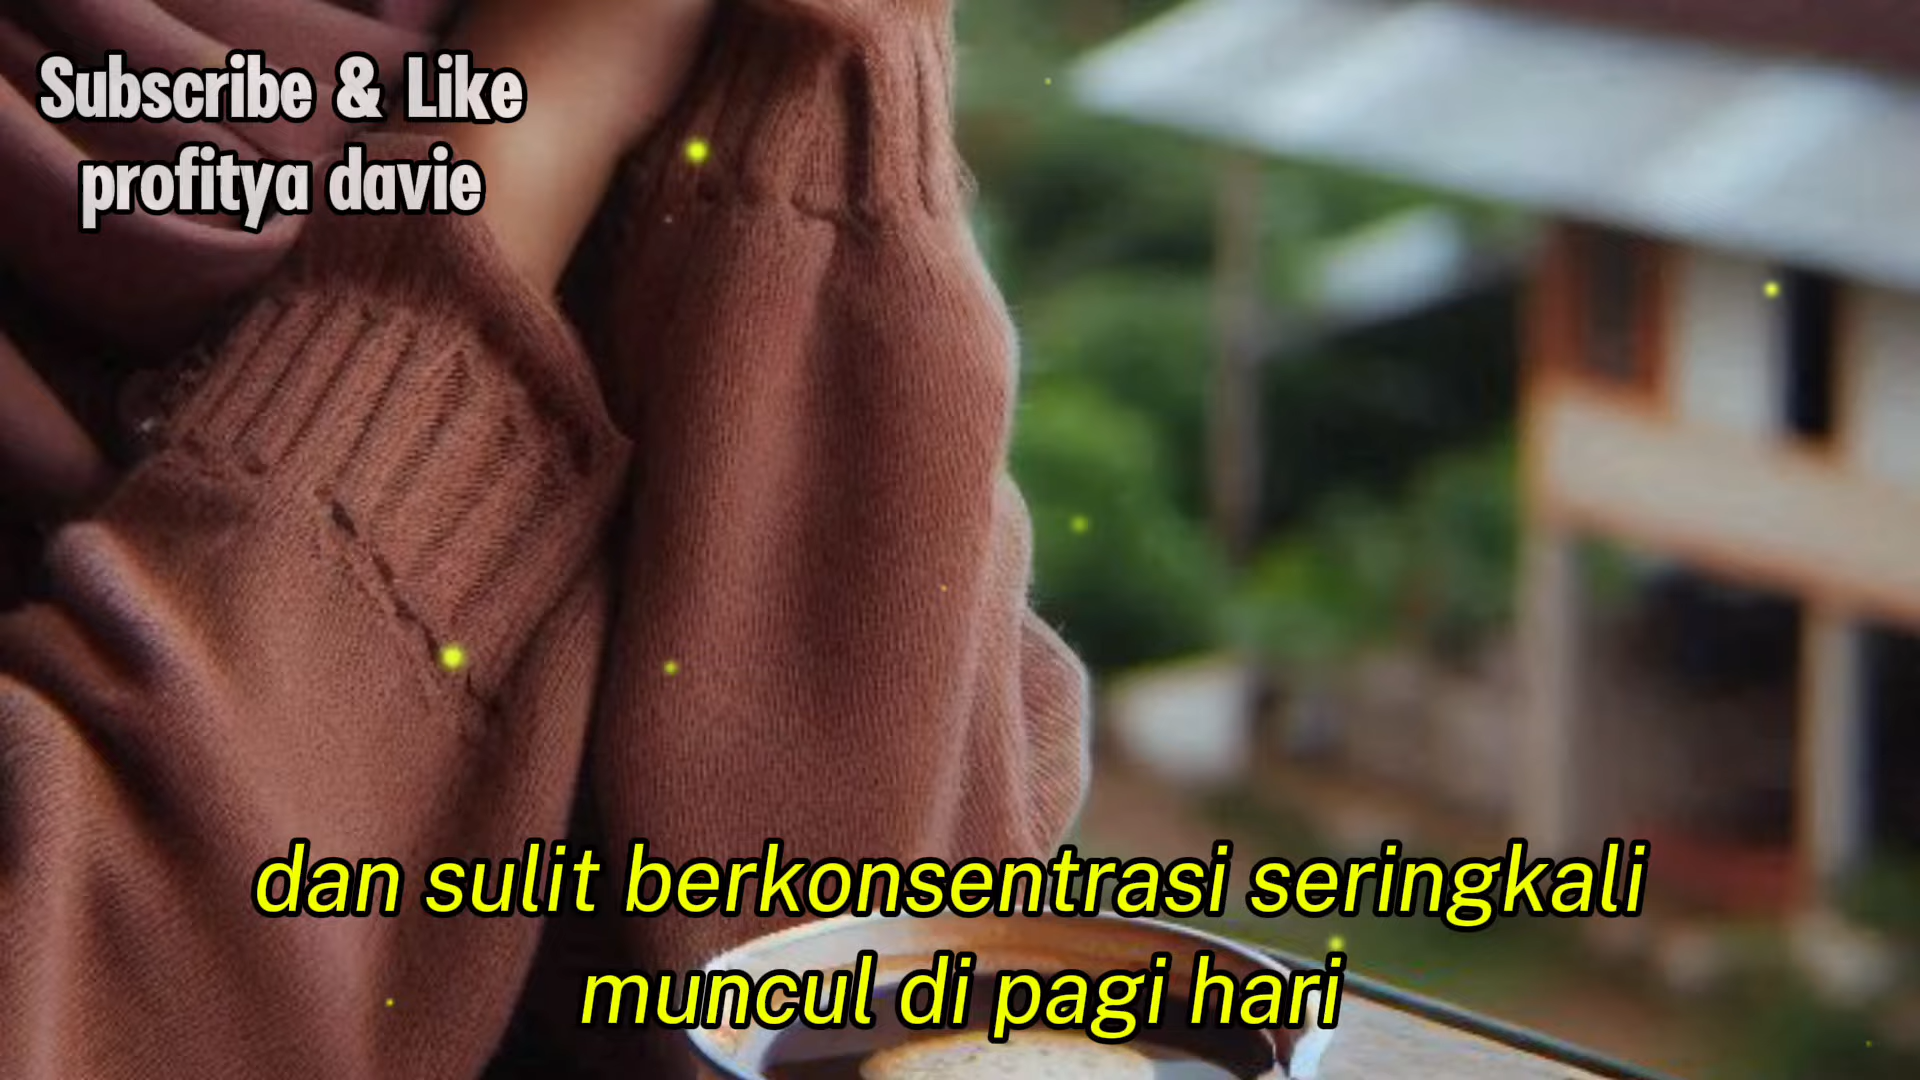 Subscribe & Like
profitya davie
dan sulit berkonsentrasi seringkali
muncul di pagi hari